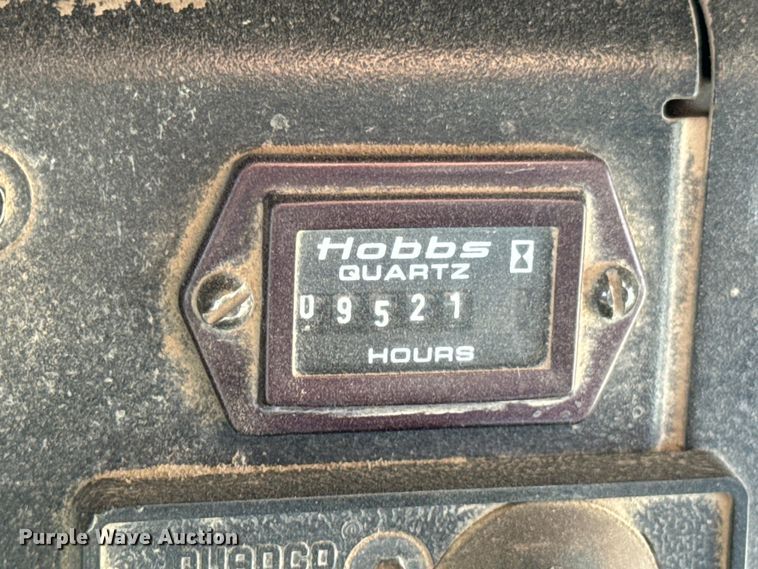 Hobbs
QUARTZ
09521
HOURS
Purple Wave Auction